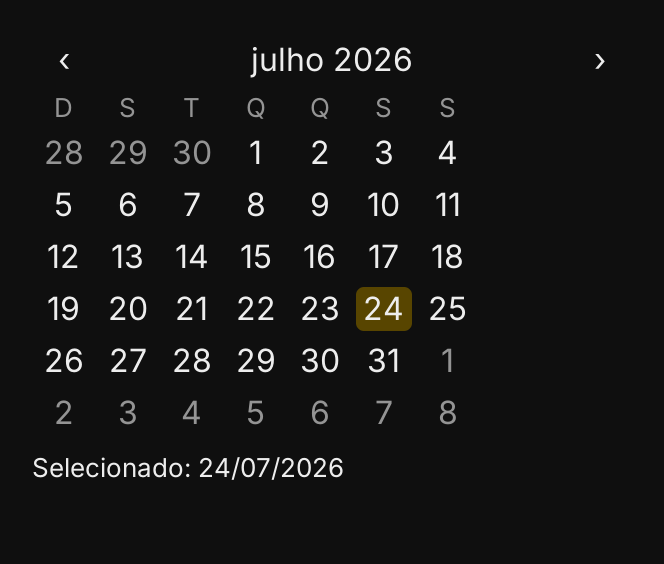 ‹ julho 2026 ›
D S T Q Q S S
28 29 30 1 2 3 4
5 6 7 8 9 10 11
12 13 14 15 16 17 18
19 20 21 22 23 24 25
26 27 28 29 30 31 1
2 3 4 5 6 7 8
Selecionado: 24/07/2026